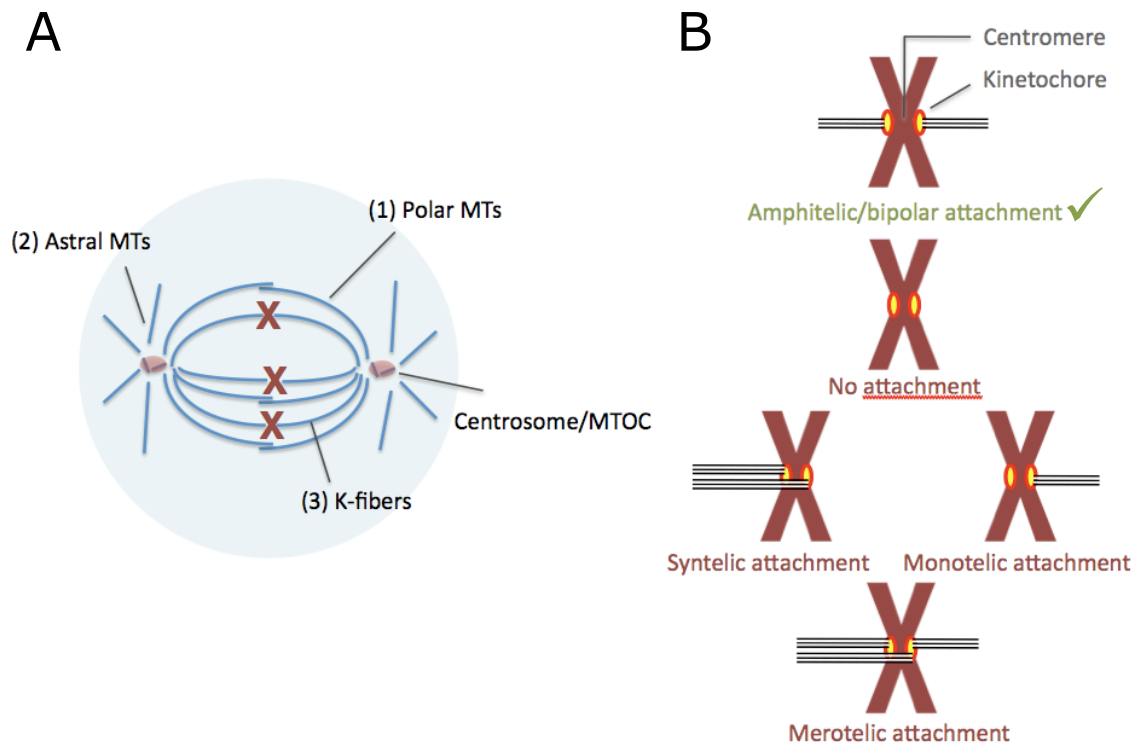 A
B
Centromere
Kinetochore
(1) Polar MTs
(2) Astral MTs
X
X
X
Centrosome/MTOC
(3) K-fibers
Amphitelic/bipolar attachment
No attachment
Syntelic attachment
Monotelic attachment
Merotelic attachment